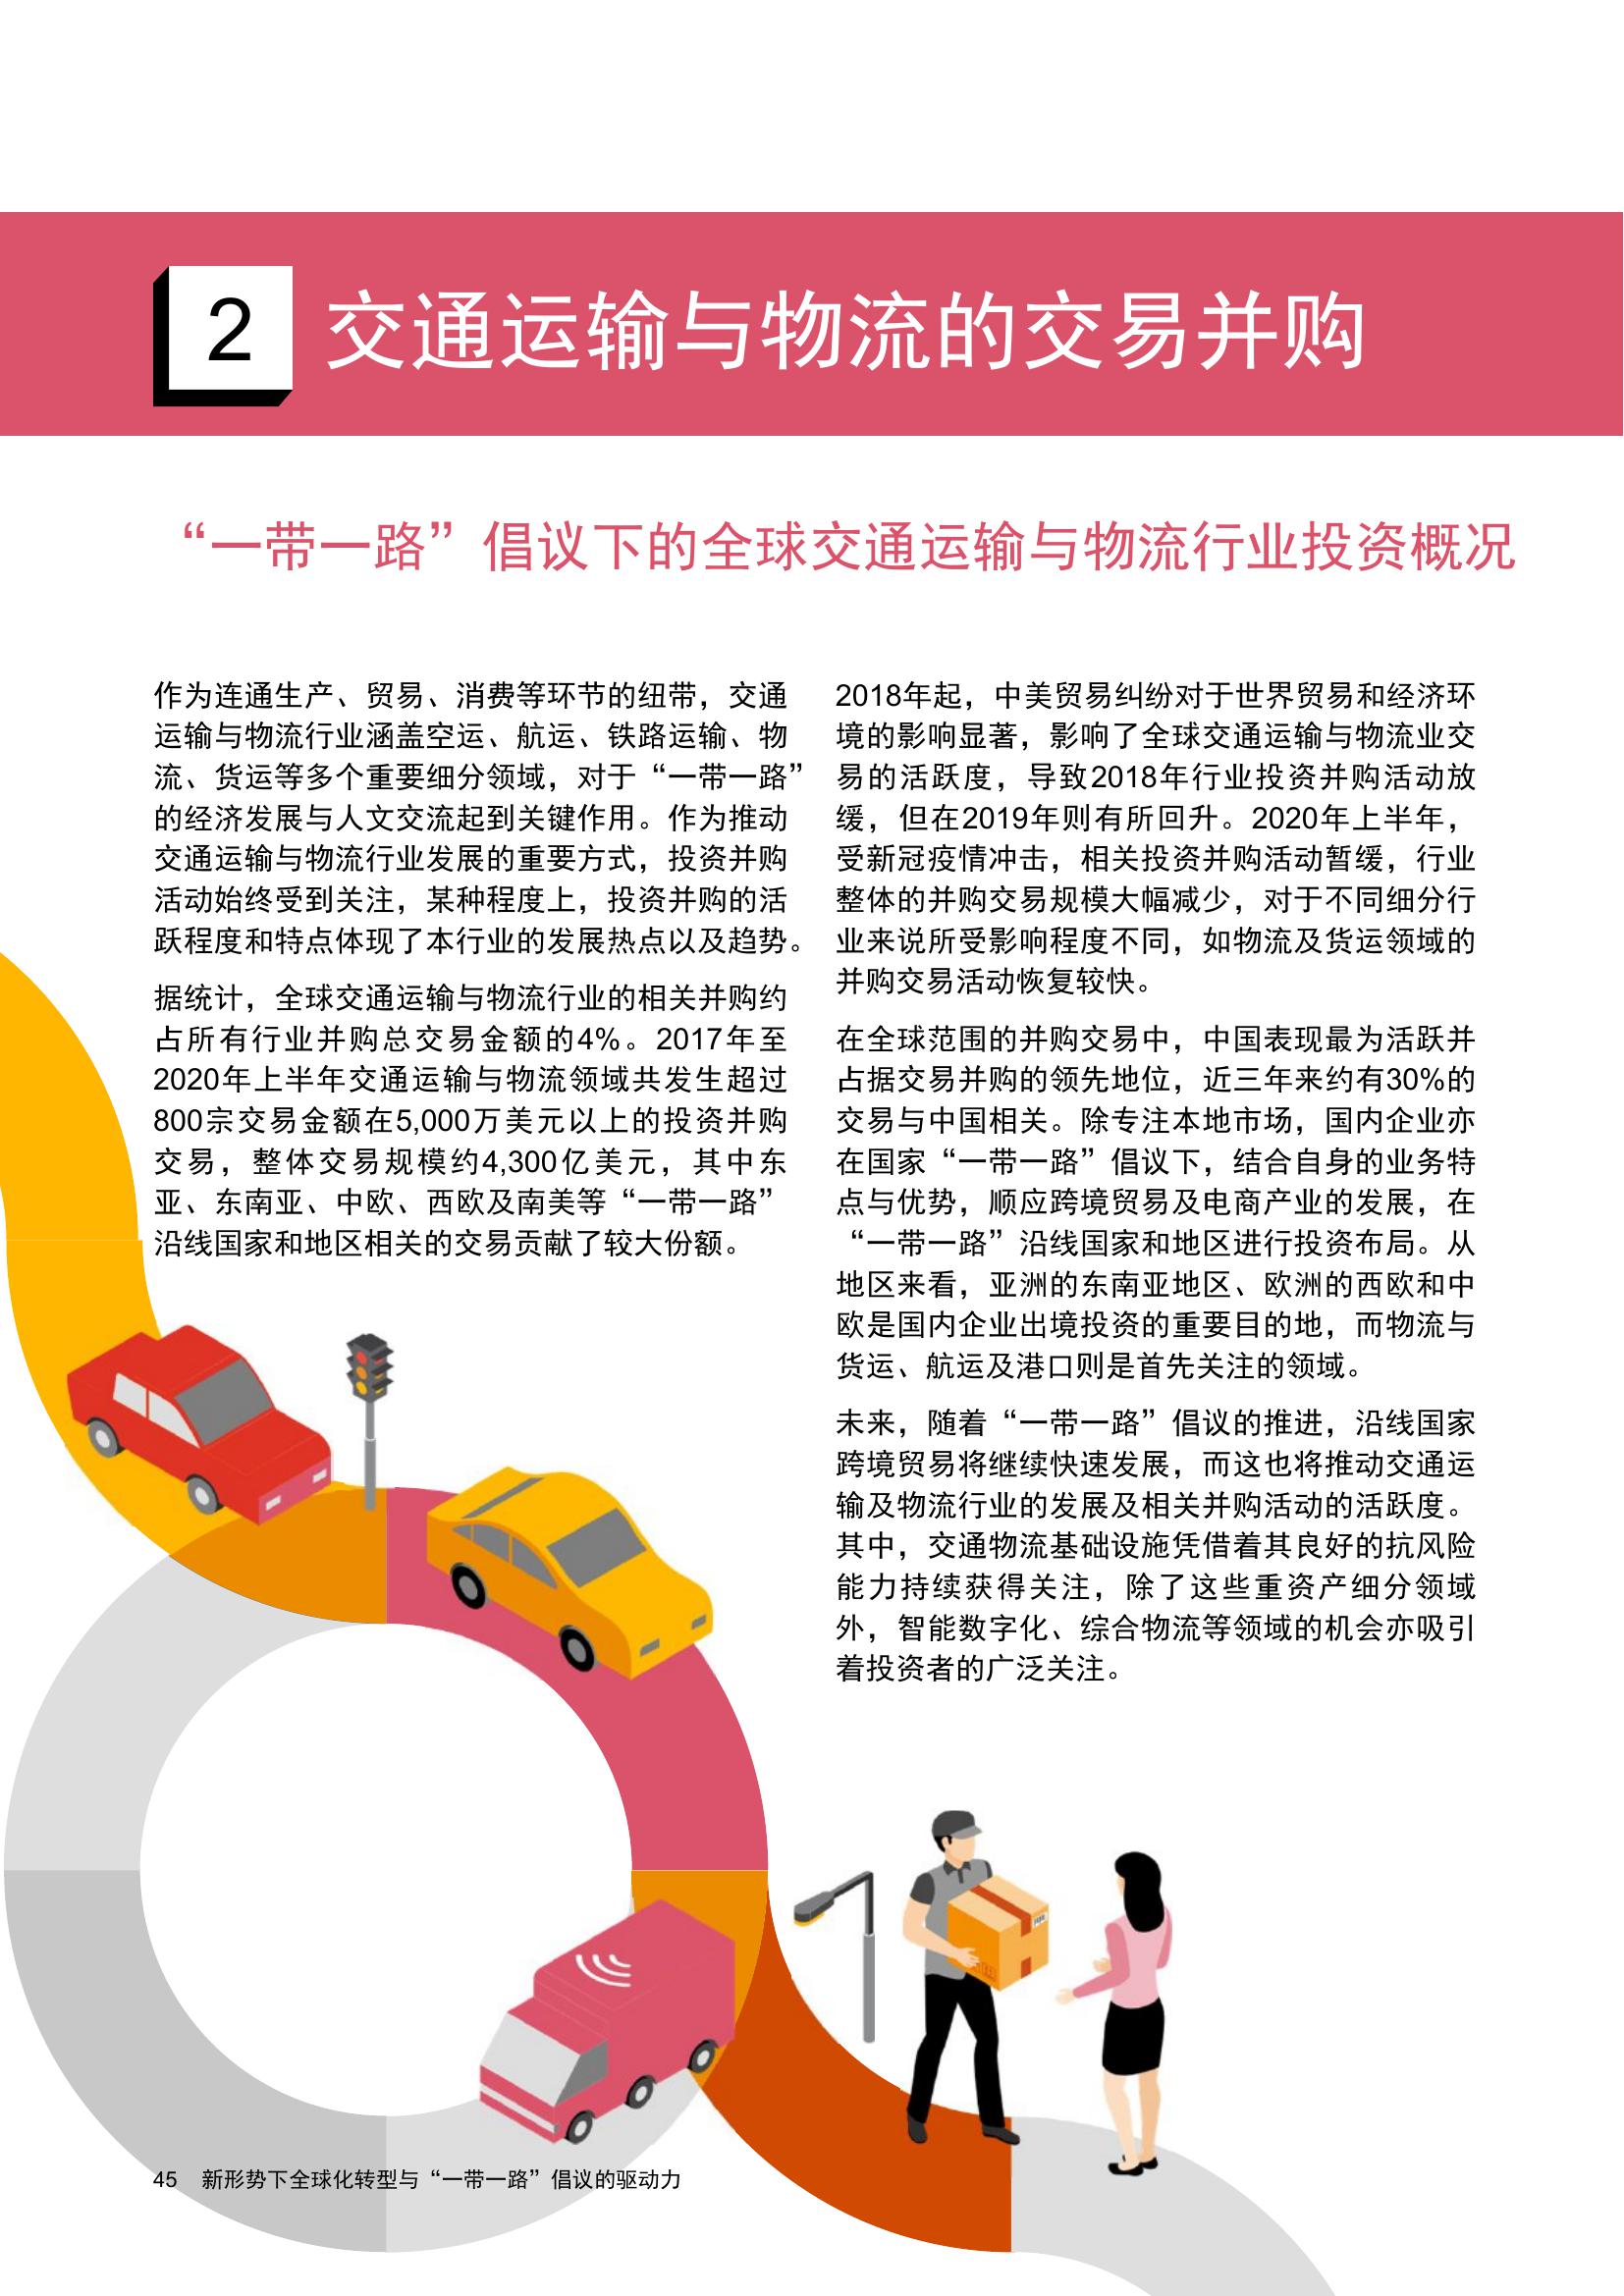 2 交通运输与物流的交易并购
“一带一路”倡议下的全球交通运输与物流行业投资概况
作为连通生产、贸易、消费等环节的纽带，交通
运输与物流行业涵盖空运、航运、铁路运输、物
流、货运等多个重要细分领域，对于“一带一路”
的经济发展与人文交流起到关键作用。作为推动
交通运输与物流行业发展的重要方式，投资并购
活动始终受到关注，某种程度上，投资并购的活
跃程度和特点体现了本行业的发展热点以及趋势。
据统计，全球交通运输与物流行业的相关并购约
占所有行业并购总交易金额的4%。2017年至
2020年上半年交通运输与物流领域共发生超过
800宗交易金额在5,000万美元以上的投资并购
交易，整体交易规模约4,300亿美元，其中东
亚、东南亚、中欧、西欧及南美等“一带一路”
沿线国家和地区相关的交易贡献了较大份额。
2018年起，中美贸易纠纷对于世界贸易和经济环
境的影响显著，影响了全球交通运输与物流业交
易的活跃度，导致2018年行业投资并购活动放
缓，但在2019年则有所回升。2020年上半年，
受新冠疫情冲击，相关投资并购活动暂缓，行业
整体的并购交易规模大幅减少，对于不同细分行
业来说所受影响程度不同，如物流及货运领域的
并购交易活动恢复较快。
在全球范围的并购交易中，中国表现最为活跃并
占据交易并购的领先地位，近三年来约有30%的
交易与中国相关。除专注本地市场，国内企业亦
在国家“一带一路”倡议下，结合自身的业务特
点与优势，顺应跨境贸易及电商产业的发展，在
“一带一路”沿线国家和地区进行投资布局。从
地区来看，亚洲的东南亚地区、欧洲的西欧和中
欧是国内企业出境投资的重要目的地，而物流与
货运、航运及港口则是首先关注的领域。
未来，随着“一带一路”倡议的推进，沿线国家
跨境贸易将继续快速发展，而这也将推动交通运
输及物流行业的发展及相关并购活动的活跃度。
其中，交通物流基础设施凭借着其良好的抗风险
能力持续获得关注，除了这些重资产细分领域
外，智能数字化、综合物流等领域的机会亦吸引
着投资者的广泛关注。
45 新形势下全球化转型与“一带一路”倡议的驱动力